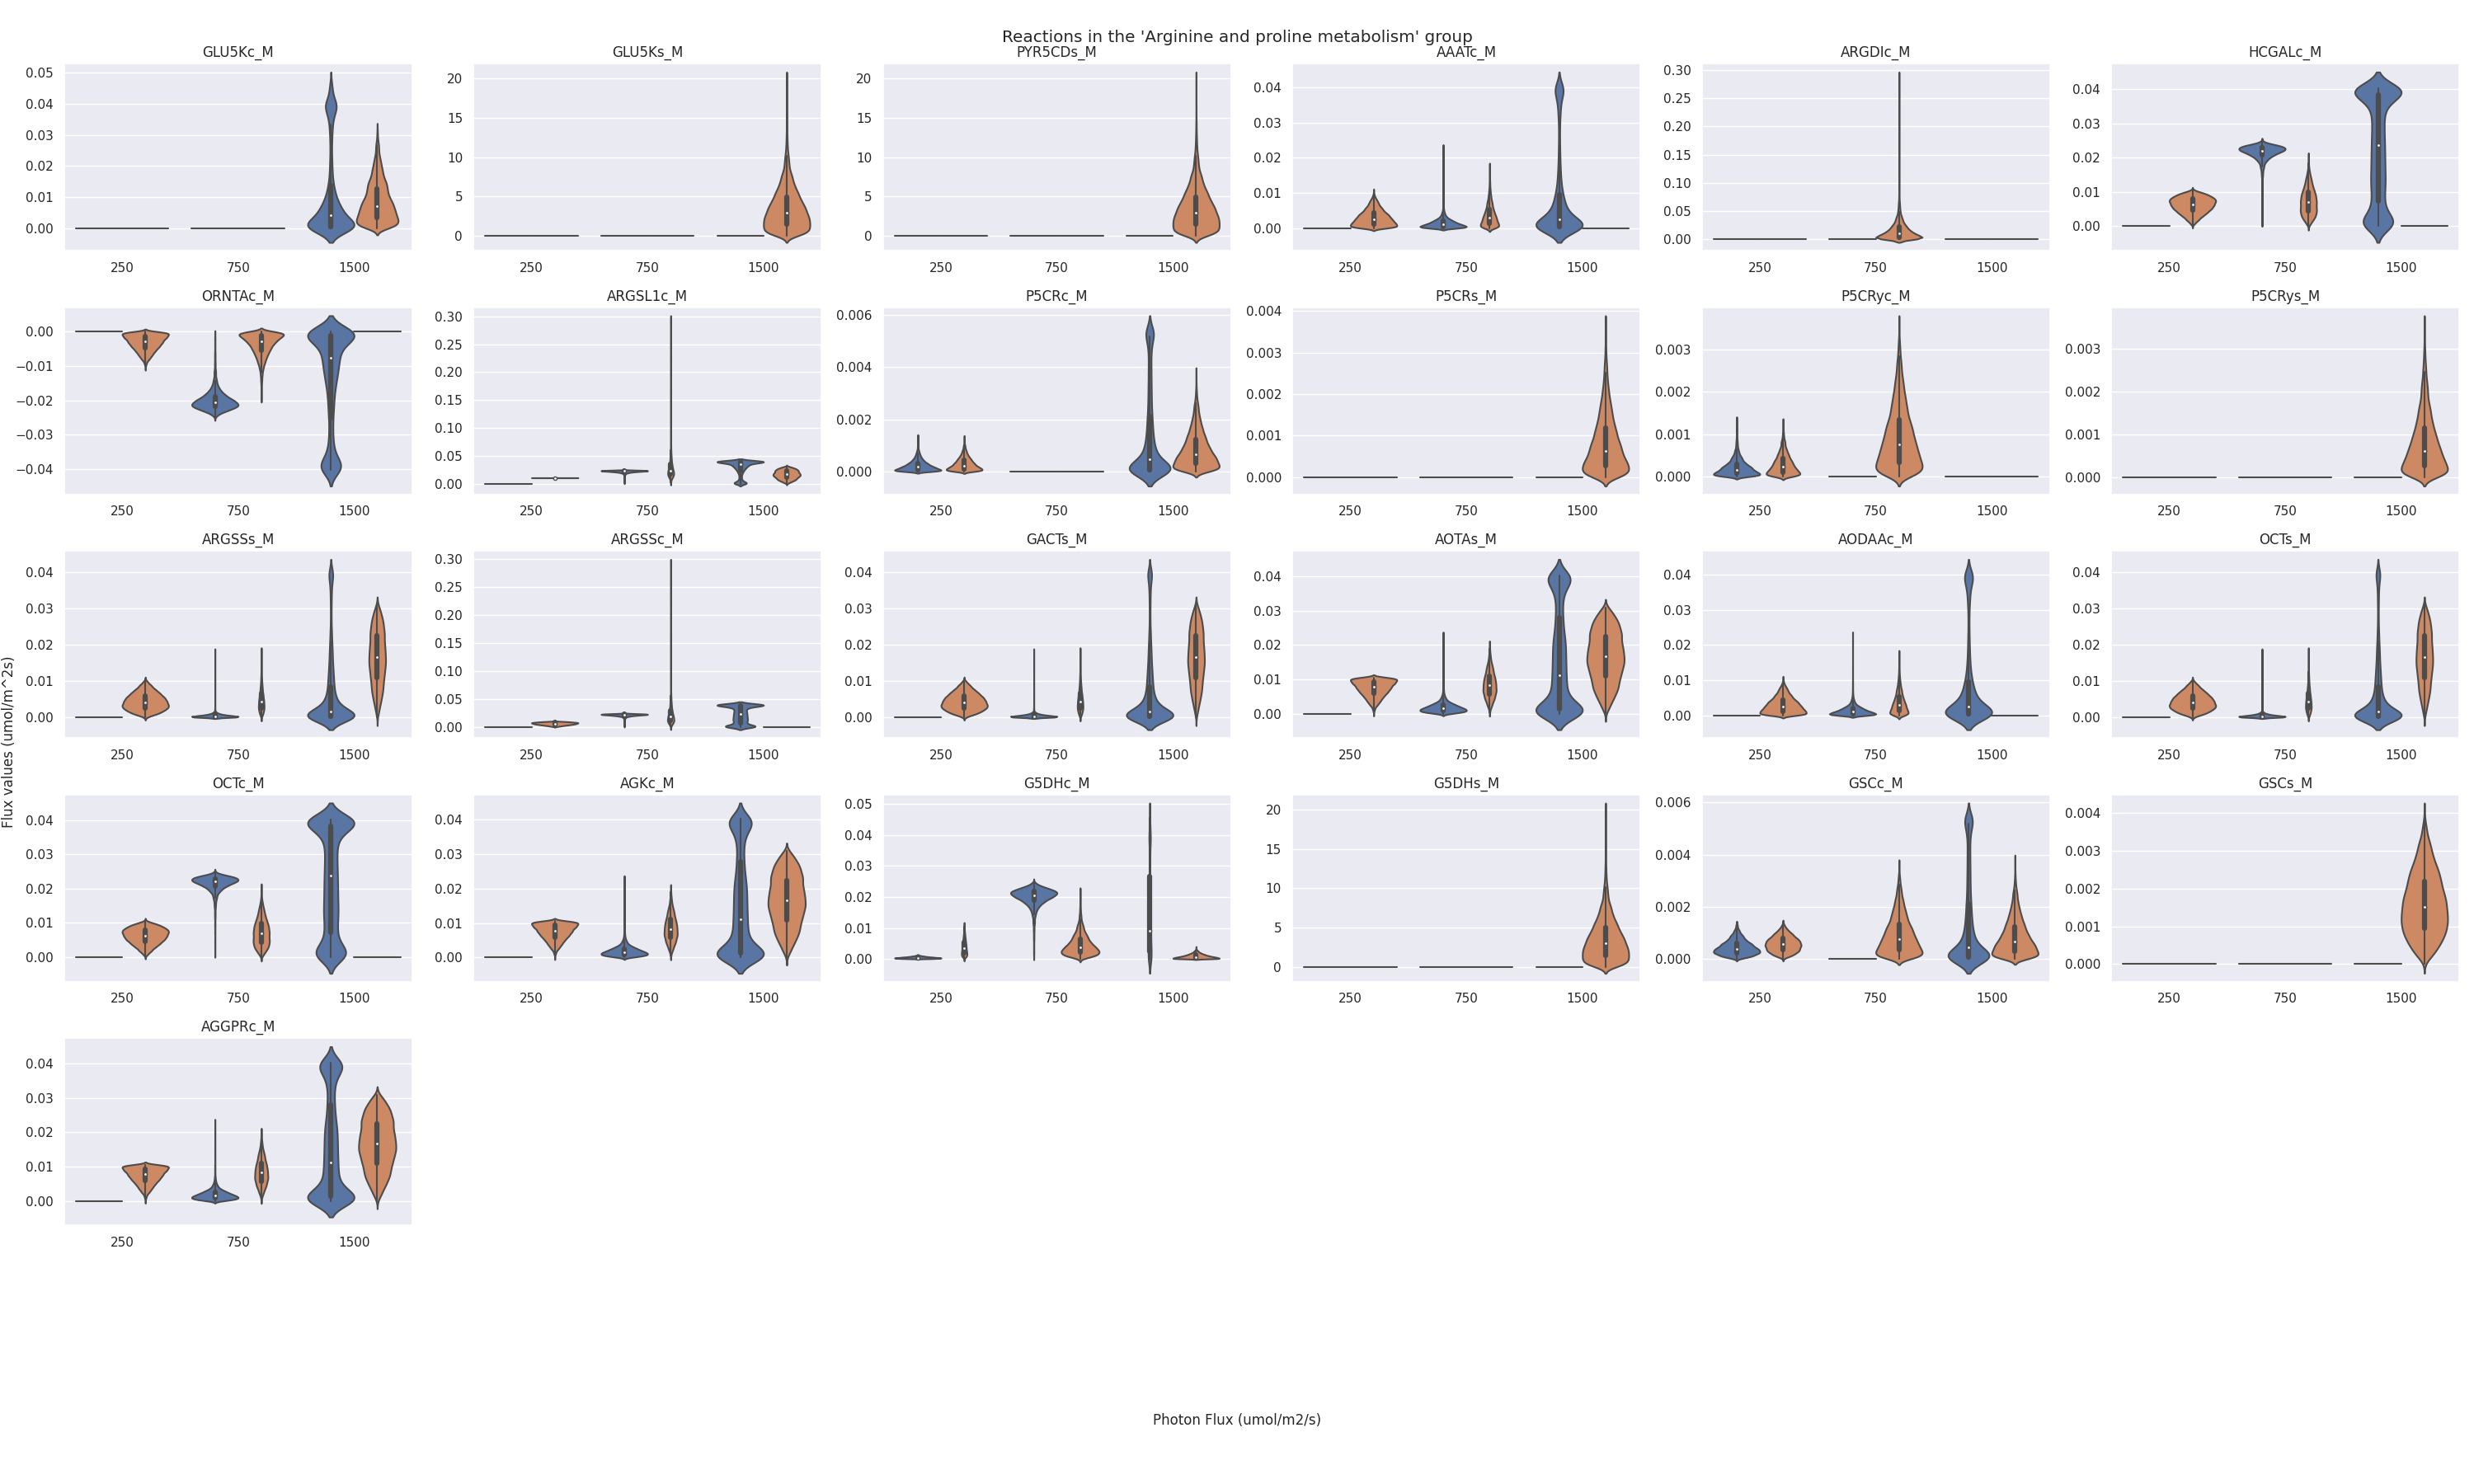 Reactions in the 'Arginine and proline metabolism' group
GLU5Kc_M GLU5Ks_M PYR5CDs_M AAATc_M ARGDIc_M HCGALc_M
0.05 0.04 0.03 0.02 0.01 0.00
20 15 10 5 0
20 15 10 5 0
0.04 0.03 0.02 0.01 0.00
0.30 0.25 0.20 0.15 0.10 0.05 0.00
0.04 0.03 0.02 0.01 0.00
250 750 1500 250 750 1500 250 750 1500 250 750 1500 250 750 1500 250 750 1500
ORNTAc_M ARGSL1c_M P5CRc_M P5CRs_M P5CRyc_M P5CRys_M
0.00 −0.01 −0.02 −0.03 −0.04
0.30 0.25 0.20 0.15 0.10 0.05 0.00
0.006 0.004 0.002 0.000
0.004 0.003 0.002 0.001 0.000
0.003 0.002 0.001 0.000
0.003 0.002 0.001 0.000
250 750 1500 250 750 1500 250 750 1500 250 750 1500 250 750 1500 250 750 1500
ARGSSs_M ARGSSc_M GACTs_M AOTAs_M AODAAc_M OCTs_M
0.04 0.03 0.02 0.01 0.00
0.30 0.25 0.20 0.15 0.10 0.05 0.00
0.04 0.03 0.02 0.01 0.00
0.04 0.03 0.02 0.01 0.00
0.04 0.03 0.02 0.01 0.00
0.04 0.03 0.02 0.01 0.00
250 750 1500 250 750 1500 250 750 1500 250 750 1500 250 750 1500 250 750 1500
OCTc_M AGKc_M G5DHc_M G5DHs_M GSCc_M GSCs_M
0.04 0.03 0.02 0.01 0.00
0.04 0.03 0.02 0.01 0.00
0.05 0.04 0.03 0.02 0.01 0.00
20 15 10 5 0
0.006 0.004 0.002 0.000
0.004 0.003 0.002 0.001 0.000
250 750 1500 250 750 1500 250 750 1500 250 750 1500 250 750 1500 250 750 1500
AGGPRc_M
0.04 0.03 0.02 0.01 0.00
250 750 1500
Flux values (umol/m^2s)
Photon Flux (umol/m2/s)